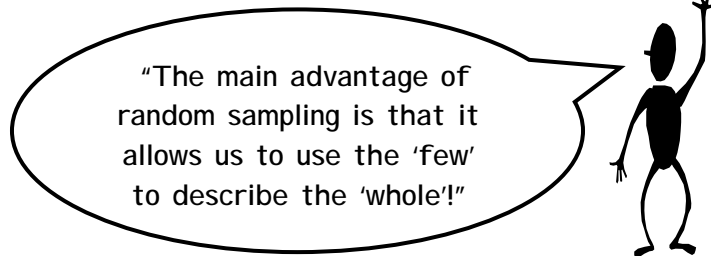 “The main advantage of
random sampling is that it
allows us to use the ‘few’
to describe the ‘whole’!”